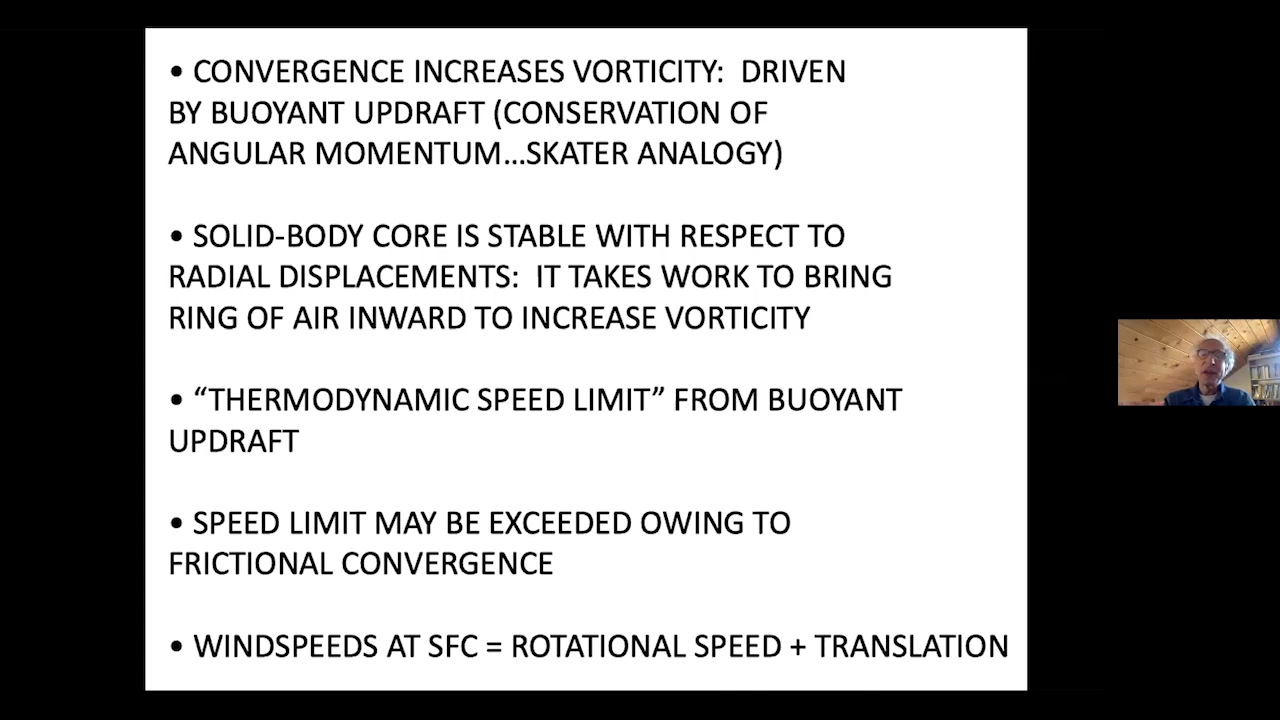 • CONVERGENCE INCREASES VORTICITY: DRIVEN
BY BUOYANT UPDRAFT (CONSERVATION OF
ANGULAR MOMENTUM...SKATER ANALOGY)
• SOLID-BODY CORE IS STABLE WITH RESPECT TO
RADIAL DISPLACEMENTS: IT TAKES WORK TO BRING
RING OF AIR INWARD TO INCREASE VORTICITY
• “THERMODYNAMIC SPEED LIMIT” FROM BUOYANT
UPDRAFT
• SPEED LIMIT MAY BE EXCEEDED OWING TO
FRICTIONAL CONVERGENCE
• WINDSPEEDS AT SFC = ROTATIONAL SPEED + TRANSLATION